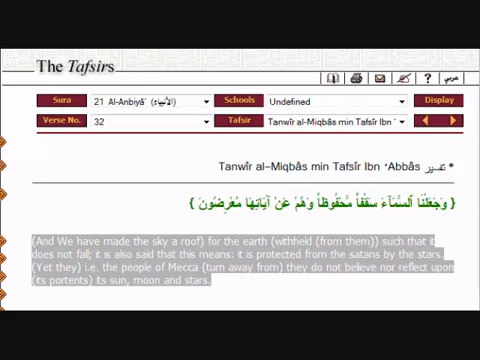 The Tafsirs
عربي
Sura 21 Al-Anbiyâ' (الأنبياء) Schools Undefined Display
Verse No. 32 Tafsir Tanwîr al-Miqbâs min Tafsîr Ibn '
* تفسير Tanwîr al-Miqbâs min Tafsîr Ibn 'Abbâs
{ وَجَعَلْنَا ٱلسَّمَآءَ سَقْفاً مَّحْفُوظاً وَهُمْ عَنْ آيَاتِهَا مُعْرِضُونَ }
(And We have made the sky a roof) for the earth (withheld (from them)) such that it
does not fall; it is also said that this means: it is protected from the satans by the stars.
(Yet they) i.e. the people of Mecca (turn away from) they do not believe nor reflect upon
(its portents) its sun, moon and stars.